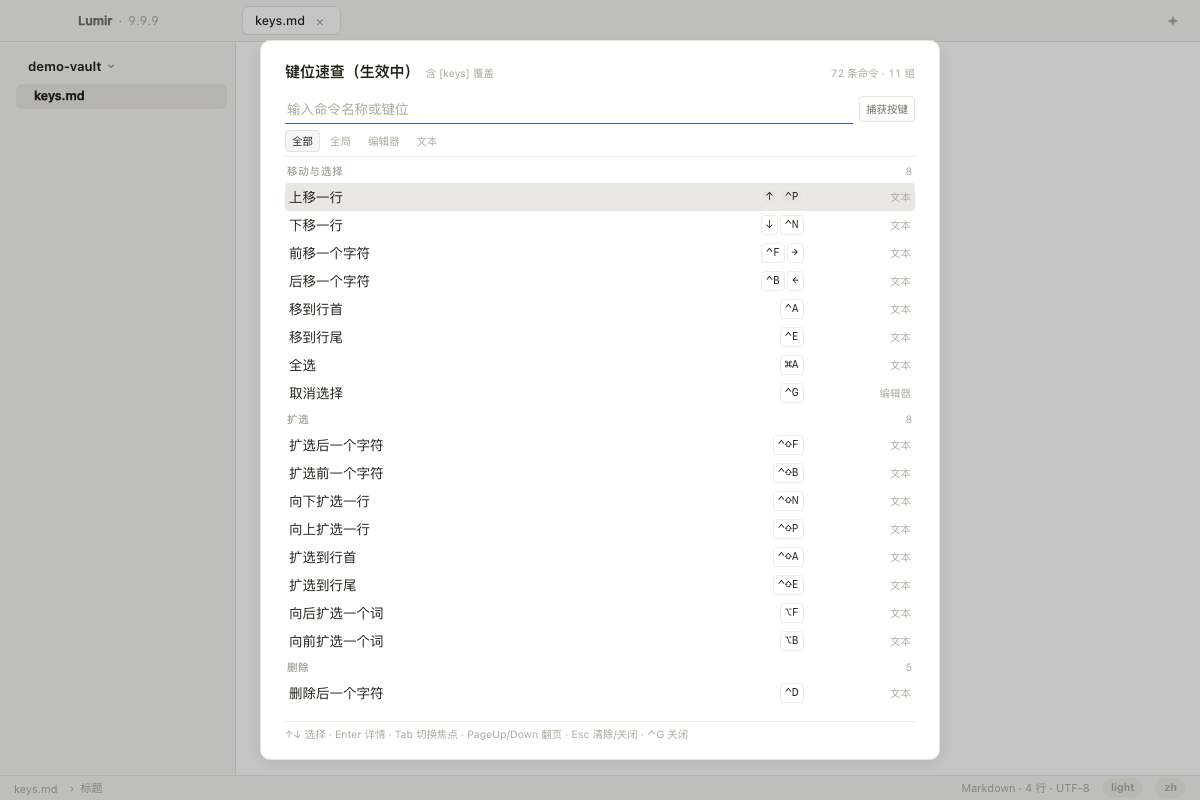 Lumir · 9.9.9
keys.md ×
demo-vault
keys.md
键位速查（生效中） 含 [keys] 覆盖 72 条命令 · 11 组
输入命令名称或键位 捕获按键
全部 全局 编辑器 文本
移动与选择 8
上移一行 ↑ ^P 文本
下移一行 ↓ ^N 文本
前移一个字符 ^F → 文本
后移一个字符 ^B ← 文本
移到行首 ^A 文本
移到行尾 ^E 文本
全选 ⌘A 文本
取消选择 ^G 编辑器
扩选 8
扩选后一个字符 ^⇧F 文本
扩选前一个字符 ^⇧B 文本
向下扩选一行 ^⇧N 文本
向上扩选一行 ^⇧P 文本
扩选到行首 ^⇧A 文本
扩选到行尾 ^⇧E 文本
向后扩选一个词 ⌥F 文本
向前扩选一个词 ⌥B 文本
删除 5
删除后一个字符 ^D 文本
↑↓ 选择 · Enter 详情 · Tab 切换焦点 · PageUp/Down 翻页 · Esc 清除/关闭 · ^G 关闭
keys.md › 标题
Markdown · 4 行 · UTF-8 light zh